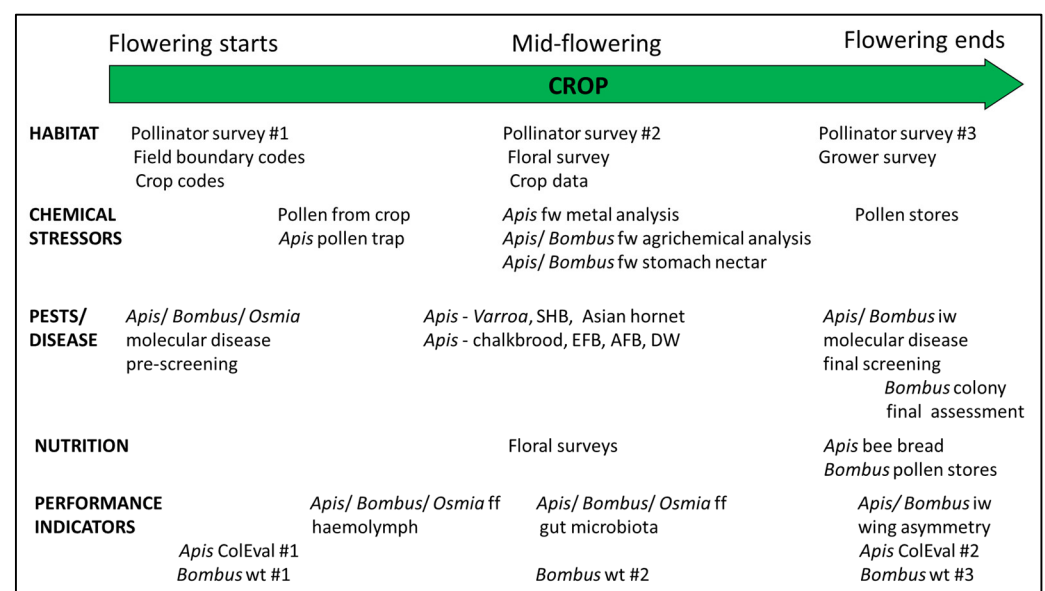 Flowering starts Mid-flowering Flowering ends
CROP
HABITAT Pollinator survey #1 Pollinator survey #2 Pollinator survey #3
Field boundary codes Floral survey Grower survey
Crop codes Crop data
CHEMICAL Pollen from crop Apis fw metal analysis Pollen stores
STRESSORS Apis pollen trap Apis/ Bombus fw agrichemical analysis
Apis/ Bombus fw stomach nectar
PESTS/ Apis/ Bombus/ Osmia Apis - Varroa, SHB, Asian hornet Apis/ Bombus iw
DISEASE molecular disease Apis - chalkbrood, EFB, AFB, DW molecular disease
pre-screening final screening
Bombus colony
final assessment
NUTRITION Floral surveys Apis bee bread
Bombus pollen stores
PERFORMANCE Apis/ Bombus/ Osmia ff Apis/ Bombus/ Osmia ff Apis/ Bombus iw
INDICATORS haemolymph gut microbiota wing asymmetry
Apis ColEval #1 Apis ColEval #2
Bombus wt #1 Bombus wt #2 Bombus wt #3